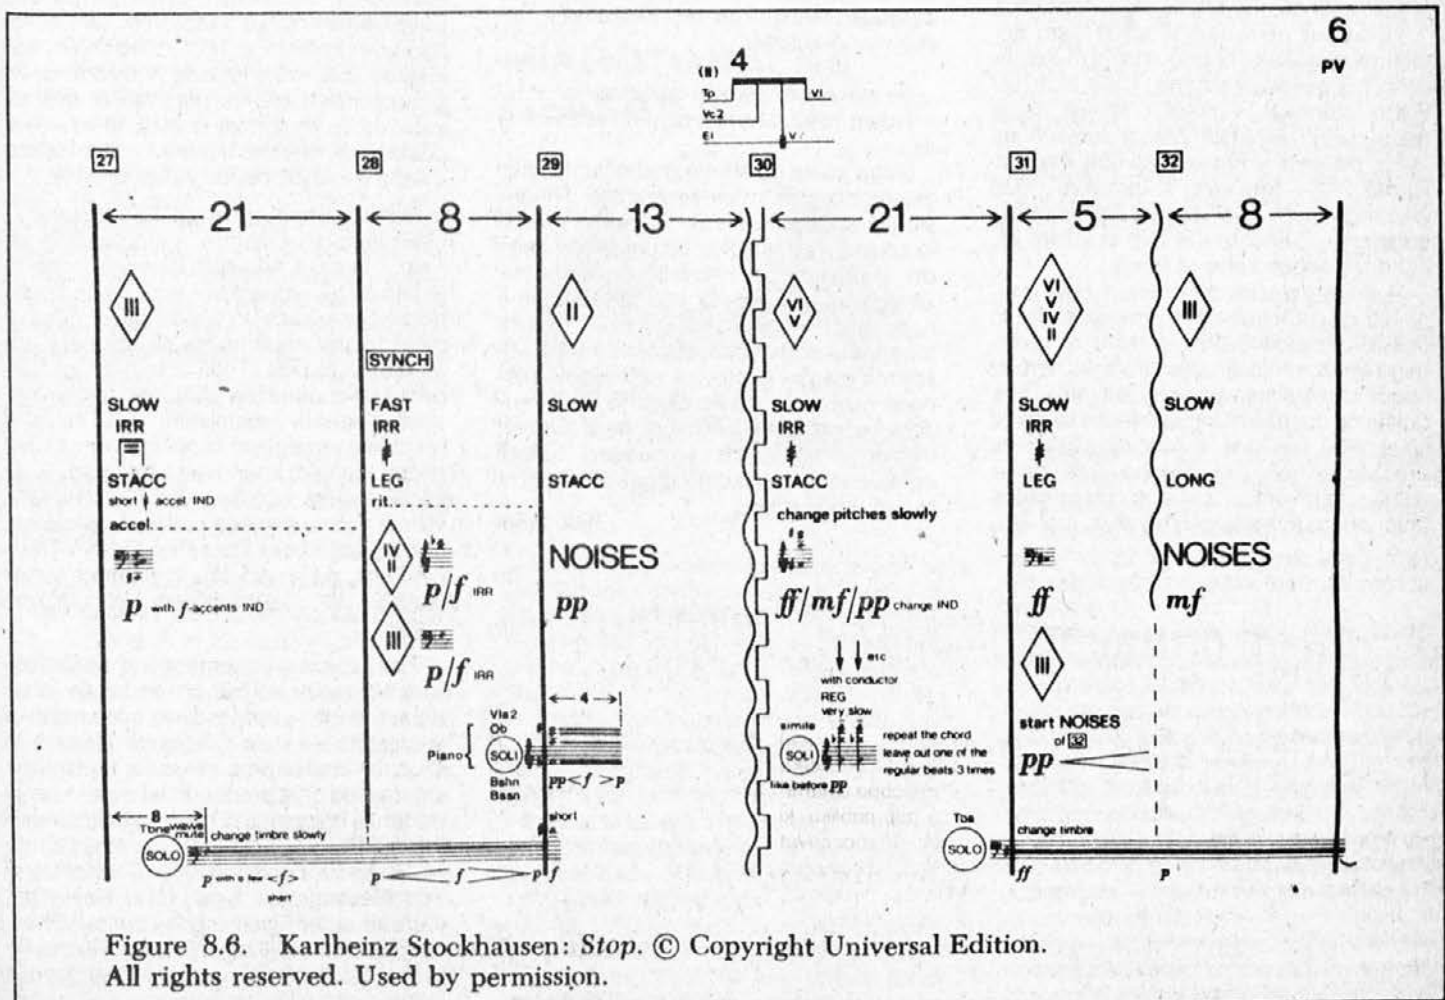 6
PV
(II) 4
Tp VI
Vc2
El
27 28 29 30 31 32
21 8 13 21 5 8
III
SLOW
IRR
STACC
short accel IND
accel.
p with f-accents IND
8
Tbne wawa mute change timbre slowly
SOLO
p with a few <f>
short
SYNCH
FAST
IRR
LEG
rit.
IV
II
p/f IRR
III
p/f IRR
p f p f
II
SLOW
STACC
NOISES
pp
4
Vla2
Ob
Piano SOLI
Bshn
Bssn
pp<f>p
short
VI
V
SLOW
IRR
STACC
change pitches slowly
ff/mf/pp change IND
etc
with conductor
REG
very slow
simile
SOLI
like before pp
repeat the chord
leave out one of the
regular beats 3 times
VI
V
IV
II
SLOW
IRR
LEG
ff
III
start NOISES
of 32
pp
Tba
SOLO
change timbre
ff p
III
SLOW
LONG
NOISES
mf
Figure 8.6. Karlheinz Stockhausen: Stop. © Copyright Universal Edition.
All rights reserved. Used by permission.